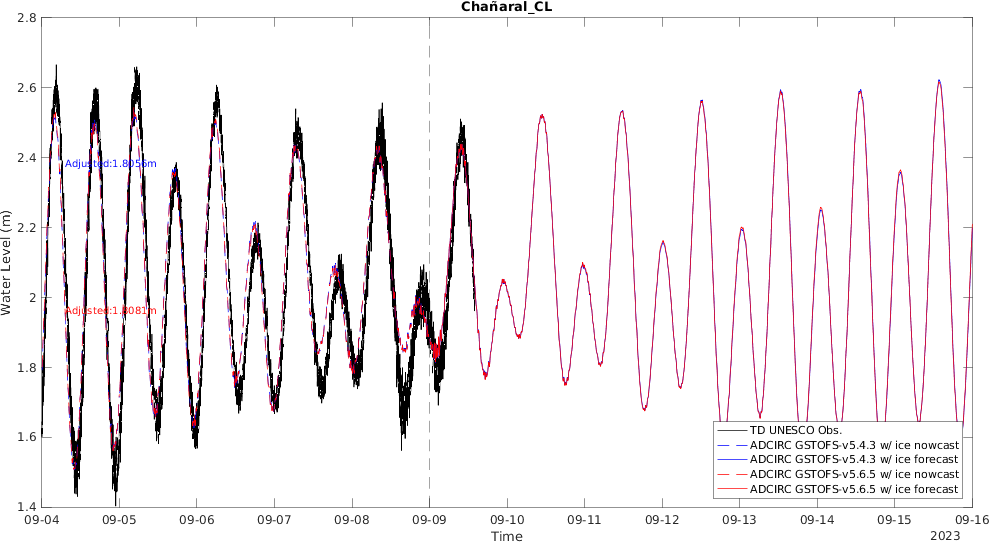 Chañaral_CL
2.8
2.6
2.4
2.2
2
1.8
1.6
1.4
Water Level (m)
Adjusted:1.8056m
Adjusted:1.8081m
TD UNESCO Obs.
ADCIRC GSTOFS-v5.4.3 w/ ice nowcast
ADCIRC GSTOFS-v5.4.3 w/ ice forecast
ADCIRC GSTOFS-v5.6.5 w/ ice nowcast
ADCIRC GSTOFS-v5.6.5 w/ ice forecast
09-04 09-05 09-06 09-07 09-08 09-09 09-10 09-11 09-12 09-13 09-14 09-15 09-16
Time
2023